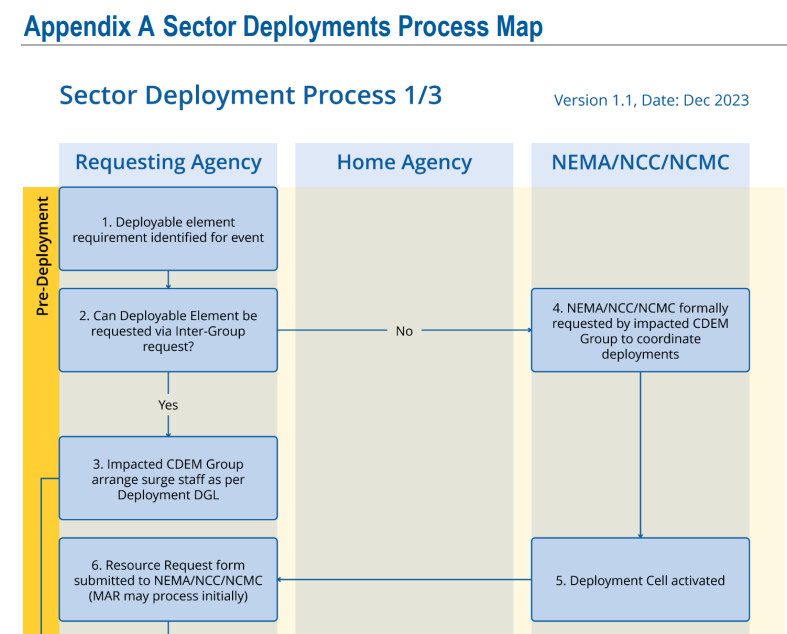 Appendix A Sector Deployments Process Map
Sector Deployment Process 1/3
Version 1.1, Date: Dec 2023
Requesting Agency
Home Agency
NEMA/NCC/NCMC
Pre-Deployment
1. Deployable element
requirement identified for event
2. Can Deployable Element be
requested via Inter-Group
request?
No
4. NEMA/NCC/NCMC formally
requested by impacted CDEM
Group to coordinate
deployments
Yes
3. Impacted CDEM Group
arrange surge staff as per
Deployment DGL
6. Resource Request form
submitted to NEMA/NCC/NCMC
(MAR may process initially)
5. Deployment Cell activated